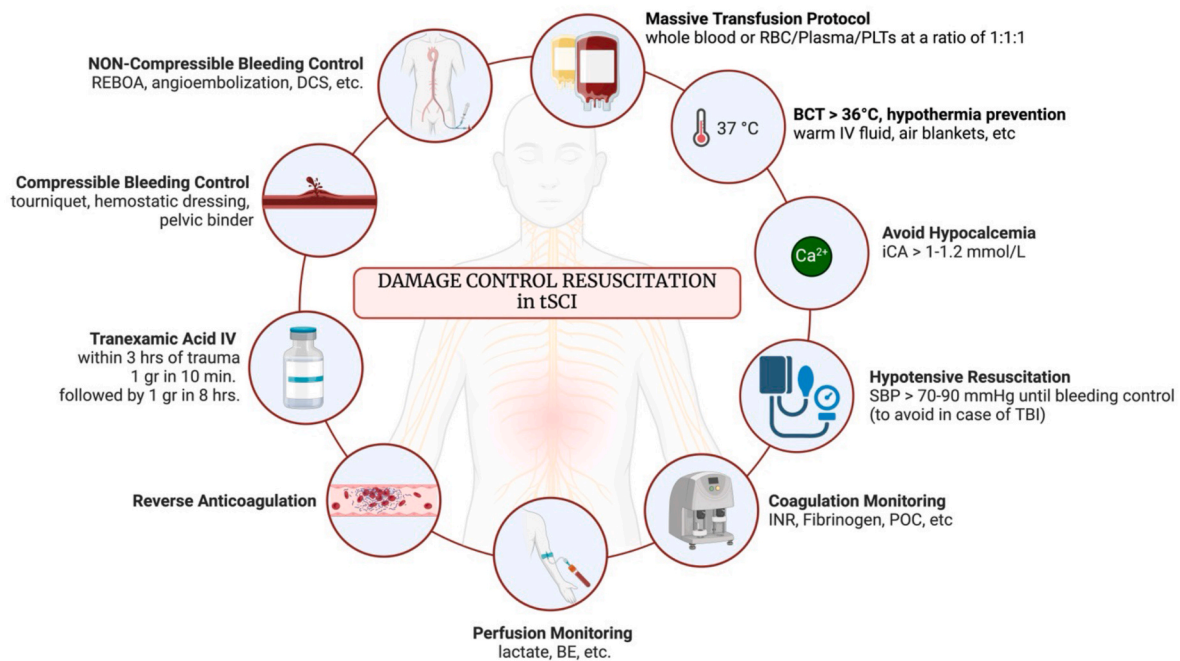 Massive Transfusion Protocol
whole blood or RBC/Plasma/PLTs at a ratio of 1:1:1
NON-Compressible Bleeding Control
REBOA, angioembolization, DCS, etc.
37 °C
BCT > 36°C, hypothermia prevention
warm IV fluid, air blankets, etc
Compressible Bleeding Control
tourniquet, hemostatic dressing,
pelvic binder
Ca2+
Avoid Hypocalcemia
iCA > 1-1.2 mmol/L
DAMAGE CONTROL RESUSCITATION
in tSCI
Tranexamic Acid IV
within 3 hrs of trauma
1 gr in 10 min.
followed by 1 gr in 8 hrs.
Hypotensive Resuscitation
SBP > 70-90 mmHg until bleeding control
(to avoid in case of TBI)
Reverse Anticoagulation
Coagulation Monitoring
INR, Fibrinogen, POC, etc
Perfusion Monitoring
lactate, BE, etc.